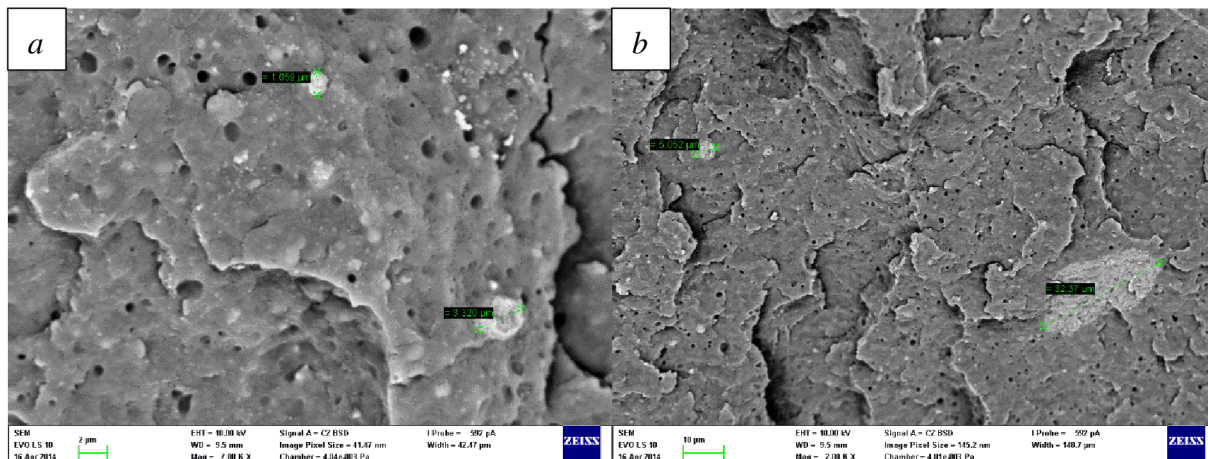 a
= 1.659 µm
= 3.320 µm
SEM
EVO LS 10
16 Apr 2014
2 µm
EHT = 10.00 kV
WD = 9.5 mm
Mag = 7.00 K X
Signal A = CZ BSD
Image Pixel Size = 41.47 nm
Chamber = 4.04e-003 Pa
I Probe = 592 pA
Width = 42.47 µm
ZEISS
b
= 5.052 µm
= 32.37 µm
SEM
EVO LS 10
16 Apr 2014
10 µm
EHT = 10.00 kV
WD = 9.5 mm
Mag = 2.00 K X
Signal A = CZ BSD
Image Pixel Size = 145.2 nm
Chamber = 4.01e-003 Pa
I Probe = 592 pA
Width = 148.7 µm
ZEISS